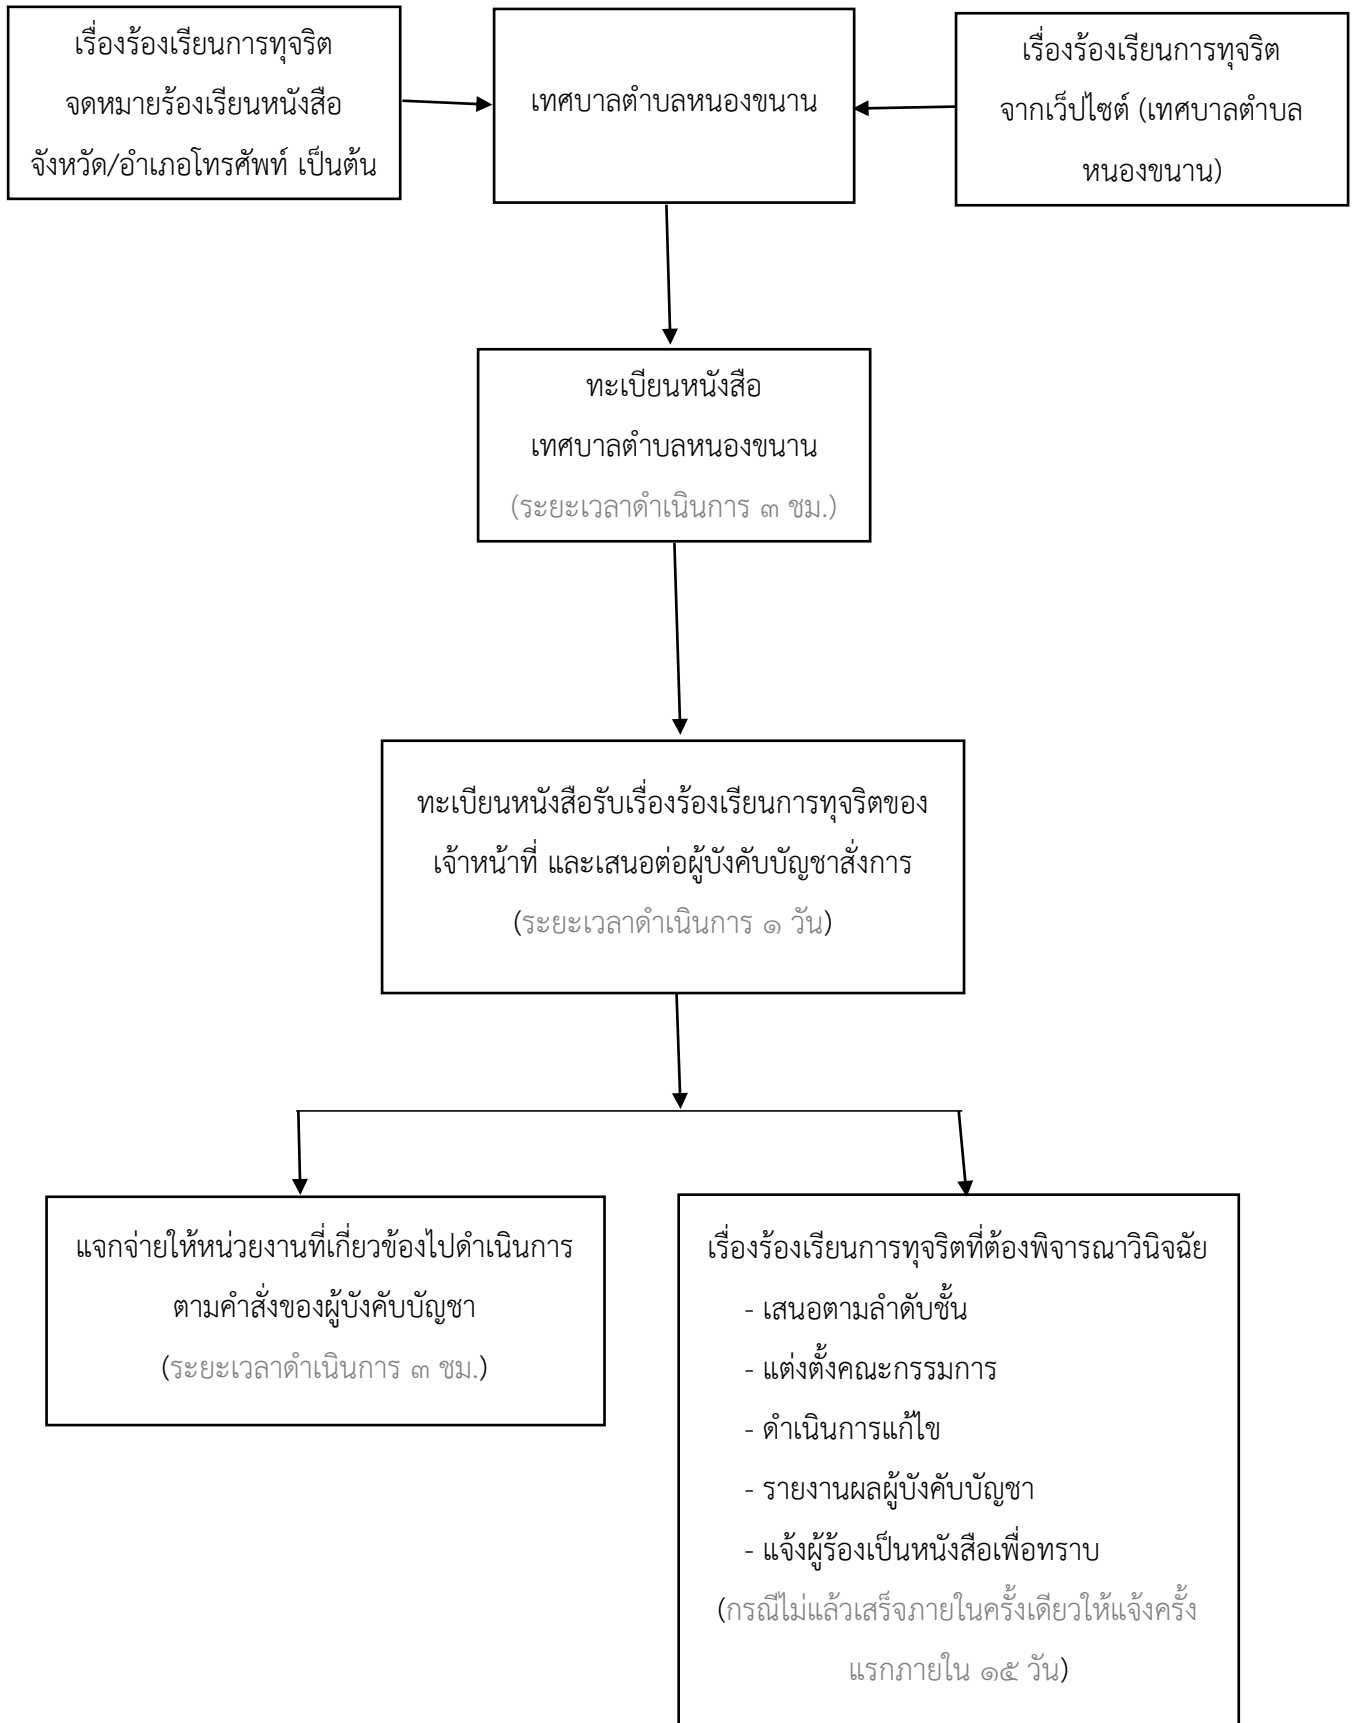 เรื่องร้องเรียนการทุจริต
จดหมายร้องเรียนหนังสือ
จังหวัด/อำเภอโทรศัพท์ เป็นต้น
เทศบาลตำบลหนองขนาน
เรื่องร้องเรียนการทุจริต
จากเว็ปไซต์ (เทศบาลตำบล
หนองขนาน)
ทะเบียนหนังสือ
เทศบาลตำบลหนองขนาน
(ระยะเวลาดำเนินการ ๓ ชม.)
ทะเบียนหนังสือรับเรื่องร้องเรียนการทุจริตของ
เจ้าหน้าที่ และเสนอต่อผู้บังคับบัญชาสั่งการ
(ระยะเวลาดำเนินการ ๑ วัน)
แจกจ่ายให้หน่วยงานที่เกี่ยวข้องไปดำเนินการ
ตามคำสั่งของผู้บังคับบัญชา
(ระยะเวลาดำเนินการ ๓ ชม.)
เรื่องร้องเรียนการทุจริตที่ต้องพิจารณาวินิจฉัย
- เสนอตามลำดับชั้น
- แต่งตั้งคณะกรรมการ
- ดำเนินการแก้ไข
- รายงานผลผู้บังคับบัญชา
- แจ้งผู้ร้องเป็นหนังสือเพื่อทราบ
(กรณีไม่แล้วเสร็จภายในครั้งเดียวให้แจ้งครั้ง
แรกภายใน ๑๕ วัน)